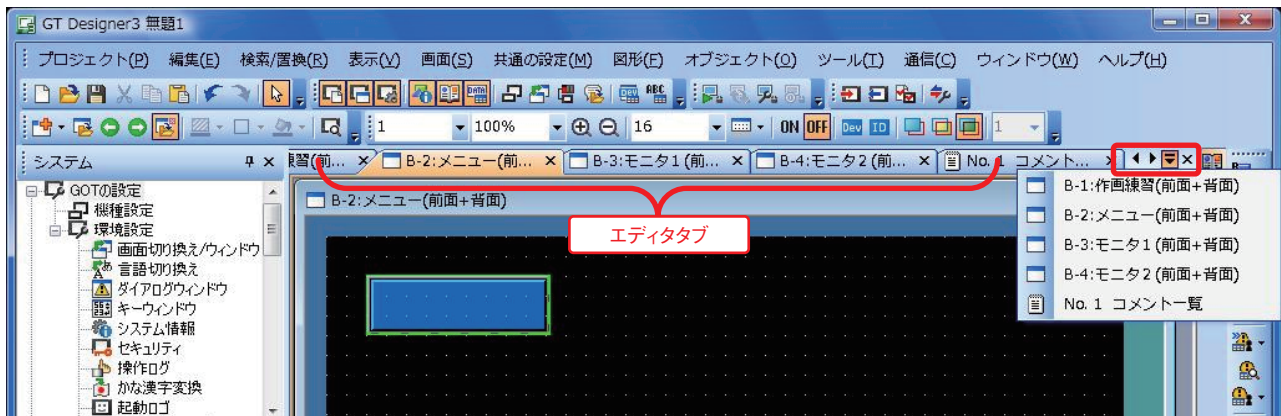 GT Designer3 無題1
プロジェクト(P) 編集(E) 検索/置換(R) 表示(V) 画面(S) 共通の設定(M) 図形(F) オブジェクト(O) ツール(T) 通信(C) ウィンドウ(W) ヘルプ(H)
1 100% 16 ON OFF Dev ID 1
システム
習(前... B-2:メニュー(前... B-3:モニタ1(前... B-4:モニタ2(前... No. 1 コメント...
GOTの設定
機種設定
環境設定
画面切り換え/ウィンドウ
言語切り換え
ダイアログウィンドウ
キーウィンドウ
システム情報
セキュリティ
操作ログ
かな漢字変換
起動ロゴ
B-2:メニュー(前面+背面)
エディタタブ
B-1:作画練習(前面+背面)
B-2:メニュー(前面+背面)
B-3:モニタ1(前面+背面)
B-4:モニタ2(前面+背面)
No. 1 コメント一覧